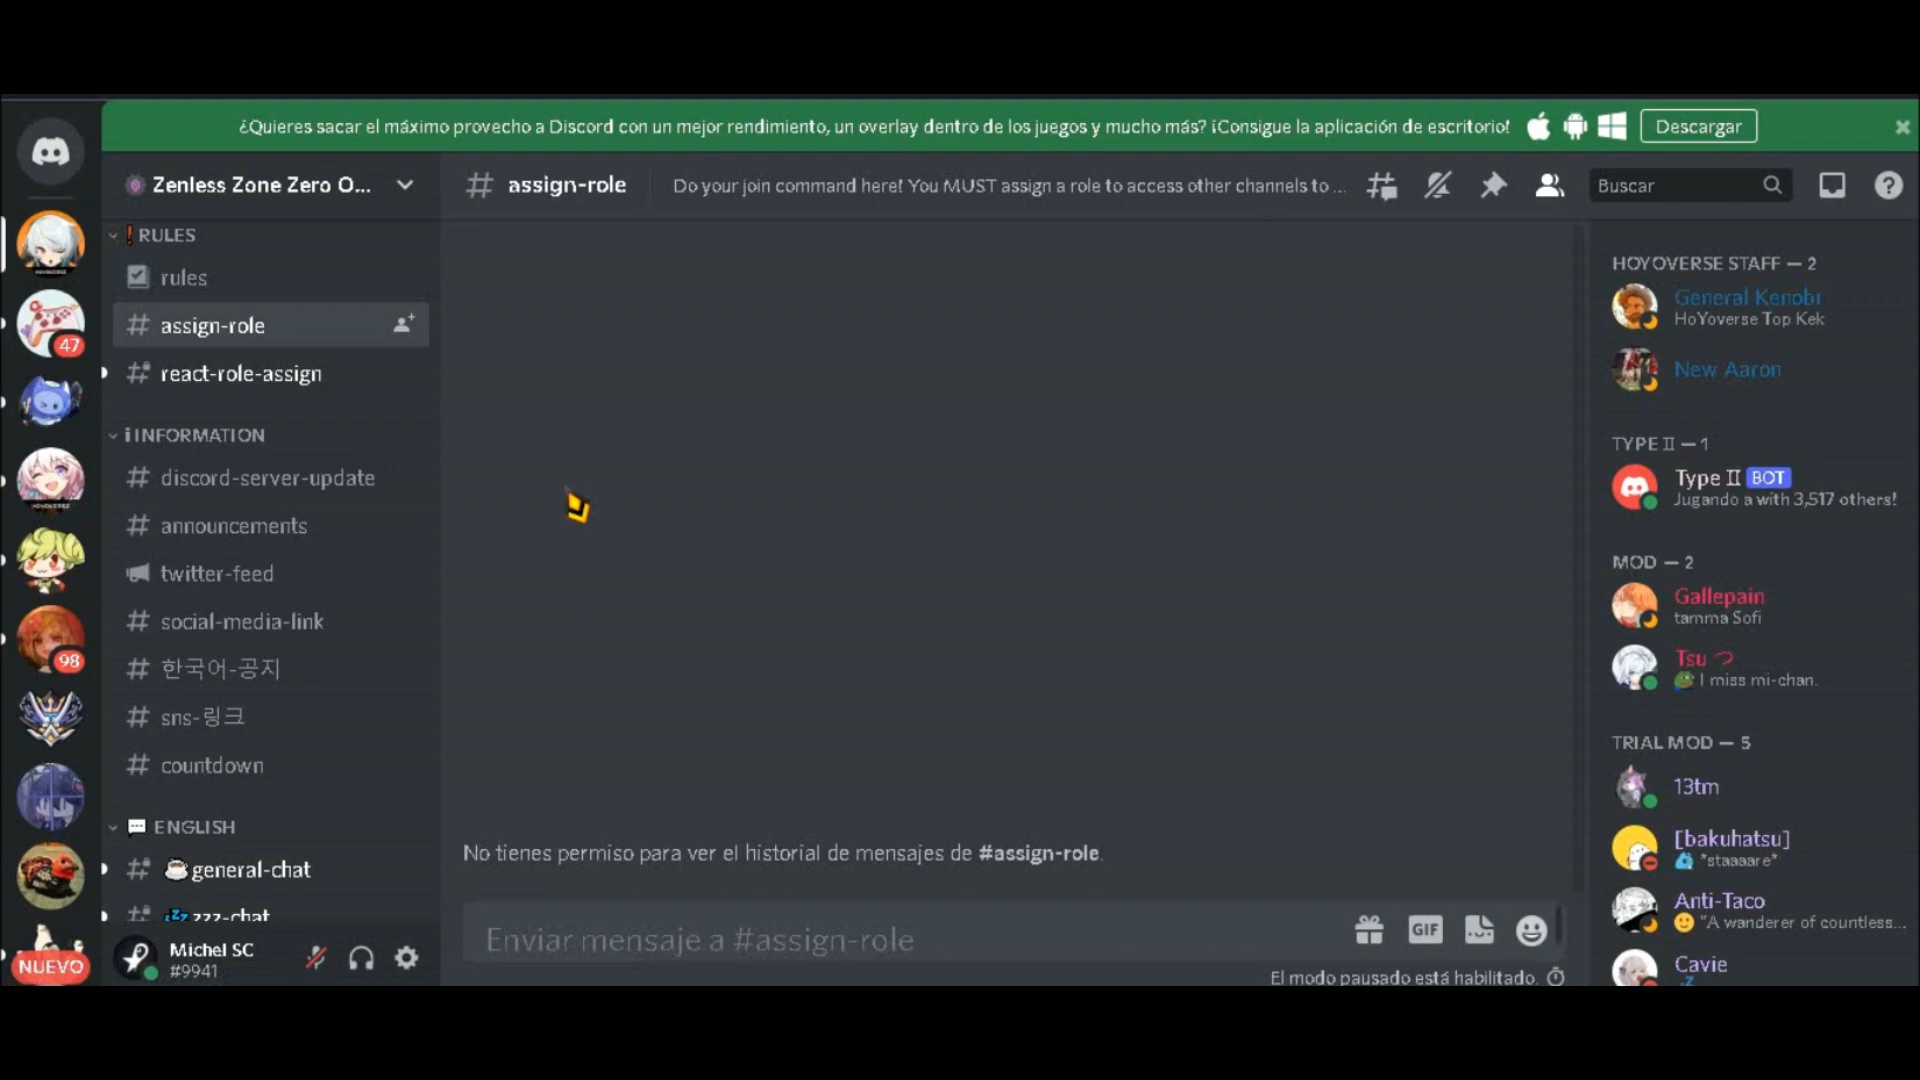 ¿Quieres sacar el máximo provecho a Discord con un mejor rendimiento, un overlay dentro de los juegos y mucho más? ¡Consigue la aplicación de escritorio!
Descargar
Zenless Zone Zero O...
assign-role
Do your join command here! You MUST assign a role to access other channels to ...
Buscar
RULES
rules
assign-role
react-role-assign
INFORMATION
discord-server-update
announcements
twitter-feed
social-media-link
한국어-공지
sns-링크
countdown
ENGLISH
general-chat
zzz-chat
47
98
NUEVO
Michel SC
#9941
No tienes permiso para ver el historial de mensajes de #assign-role.
Enviar mensaje a #assign-role
GIF
El modo pausado está habilitado.
HOYOVERSE STAFF — 2
General Kenobi
HoYoverse Top Kek
New Aaron
TYPE II — 1
Type II BOT
Jugando a with 3,517 others!
MOD — 2
Gallepain
tamma Sofi
Tsu つ
I miss mi-chan.
TRIAL MOD — 5
13tm
[bakuhatsu]
*staaaare*
Anti-Taco
"A wanderer of countless...
Cavie